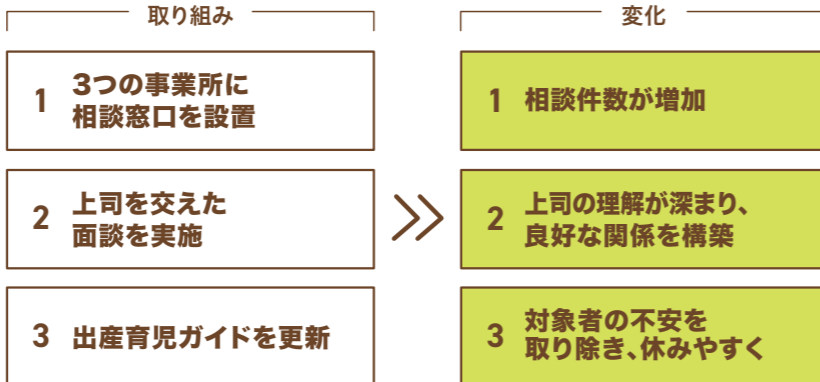 取り組み
1 3つの事業所に
相談窓口を設置
2 上司を交えた
面談を実施
3 出産育児ガイドを更新
変化
1 相談件数が増加
2 上司の理解が深まり、
良好な関係を構築
3 対象者の不安を
取り除き、休みやすく